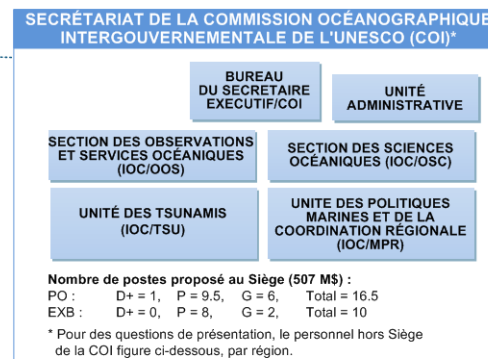 SECRÉTARIAT DE LA COMMISSION OCÉANOGRAPHIQUE
INTERGOUVERNEMENTALE DE L'UNESCO (COI)*
BUREAU
DU SECRETAIRE
EXECUTIF/COI
UNITÉ
ADMINISTRATIVE
SECTION DES OBSERVATIONS
ET SERVICES OCÉANIQUES
(IOC/OOS)
SECTION DES SCIENCES
OCÉANIQUES (IOC/OSC)
UNITÉ DES TSUNAMIS
(IOC/TSU)
UNITE DES POLITIQUES
MARINES ET DE LA
COORDINATION RÉGIONALE
(IOC/MPR)
Nombre de postes proposé au Siège (507 M$) :
PO : D+ = 1, P = 9.5, G = 6, Total = 16.5
EXB : D+ = 0, P = 8, G = 2, Total = 10
* Pour des questions de présentation, le personnel hors Siège
de la COI figure ci-dessous, par région.